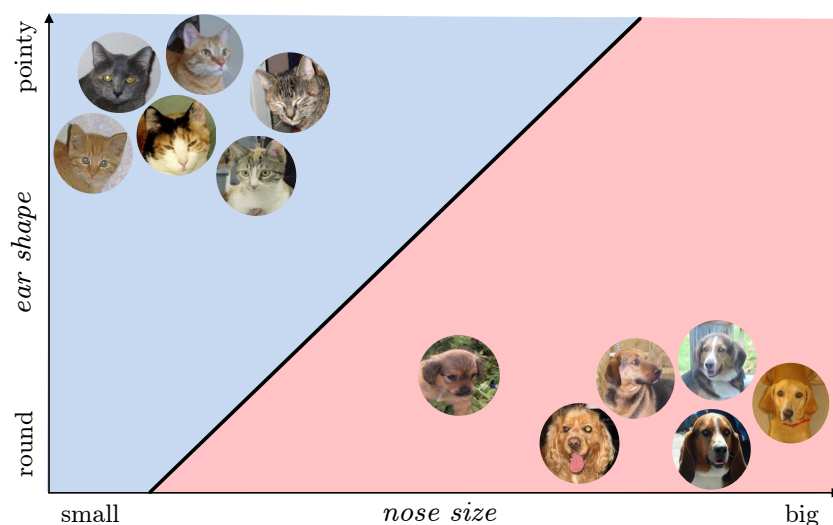 pointy
ear shape
round
small
nose size
big